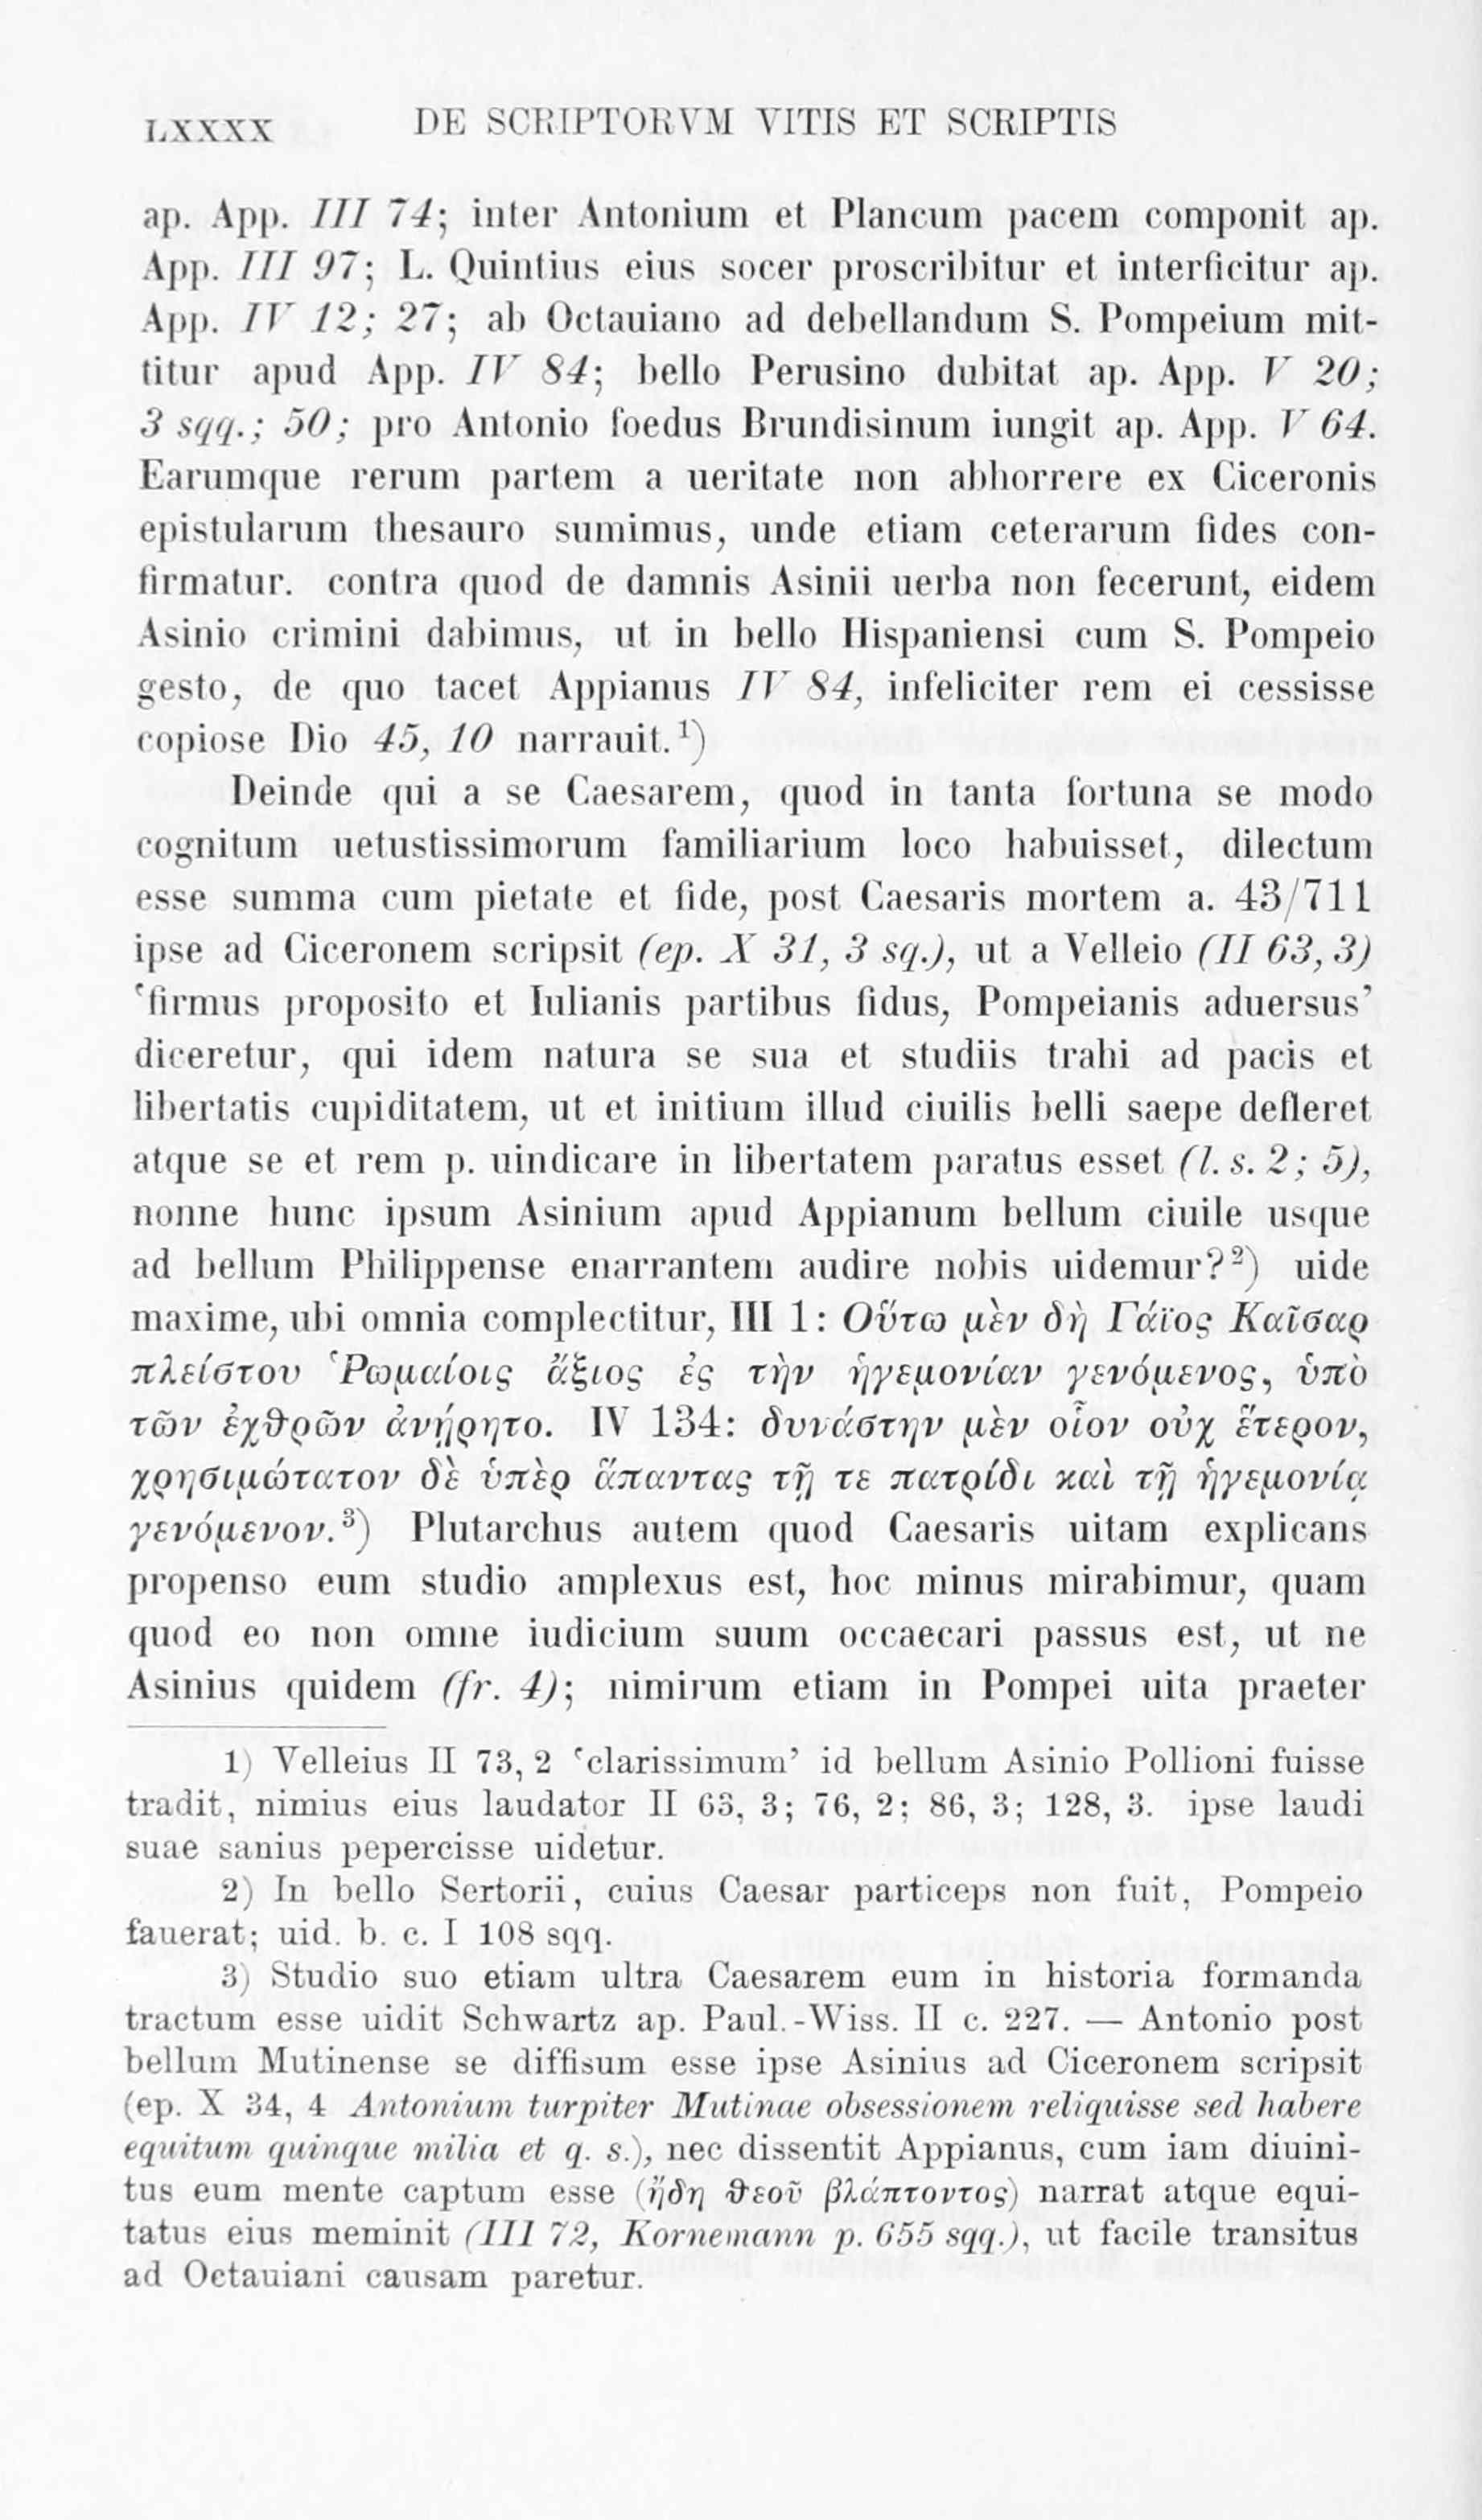 LXXXX DE SCRIPTORVM VITIS ET SCRIPTIS
ap. App. III 74; inter Antonium et Plancum pacem componit ap.
App. III 97; L. Quintius eius socer proscribitur et interficitur ap.
App. IV 12; 27; ab Octauiano ad debellandum S. Pompeium mit-
titur apud App. IV 84; bello Perusino dubitat ap. App. V 20;
3 sqq.; 50; pro Antonio foedus Brundisinum iungit ap. App. V 64.
Earumque rerum partem a ueritate non abhorrere ex Ciceronis
epistularum thesauro sumimus, unde etiam ceterarum fides con-
firmatur. contra quod de damnis Asinii uerba non fecerunt, eidem
Asinio crimini dabimus, ut in bello Hispaniensi cum S. Pompeio
gesto, de quo tacet Appianus IV 84, infeliciter rem ei cessisse
copiose Dio 45, 10 narrauit.¹)
Deinde qui a se Caesarem, quod in tanta fortuna se modo
cognitum uetustissimorum familiarium loco habuisset, dilectum
esse summa cum pietate et fide, post Caesaris mortem a. 43/711
ipse ad Ciceronem scripsit (ep. X 31, 3 sq.), ut a Velleio (II 63, 3)
‘firmus proposito et Iulianis partibus fidus, Pompeianis aduersus’
diceretur, qui idem natura se sua et studiis trahi ad pacis et
libertatis cupiditatem, ut et initium illud ciuilis belli saepe defleret
atque se et rem p. uindicare in libertatem paratus esset (l. s. 2; 5),
nonne hunc ipsum Asinium apud Appianum bellum ciuile usque
ad bellum Philippense enarrantem audire nobis uidemur?²) uide
maxime, ubi omnia complectitur, III 1: Οὕτω μὲν δὴ Γάϊος Καῖσαρ
πλείστου Ῥωμαίοις ἄξιος ἐς τὴν ἡγεμονίαν γενόμενος, ὑπὸ
τῶν ἐχθρῶν ἀνῄρητο. IV 134: δυνάστην μὲν οἷον οὐχ ἕτερον,
χρησιμώτατον δὲ ὑπὲρ ἅπαντας τῇ τε πατρίδι καὶ τῇ ἡγεμονίᾳ
γενόμενον.³) Plutarchus autem quod Caesaris uitam explicans
propenso eum studio amplexus est, hoc minus mirabimur, quam
quod eo non omne iudicium suum occaecari passus est, ut ne
Asinius quidem (fr. 4); nimirum etiam in Pompei uita praeter
1) Velleius II 73, 2 ‘clarissimum’ id bellum Asinio Pollioni fuisse
tradit, nimius eius laudator II 63, 3; 76, 2; 86, 3; 128, 3. ipse laudi
suae sanius pepercisse uidetur.
2) In bello Sertorii, cuius Caesar particeps non fuit, Pompeio
fauerat; uid. b. c. I 108 sqq.
3) Studio suo etiam ultra Caesarem eum in historia formanda
tractum esse uidit Schwartz ap. Paul.-Wiss. II c. 227. — Antonio post
bellum Mutinense se diffisum esse ipse Asinius ad Ciceronem scripsit
(ep. X 34, 4 Antonium turpiter Mutinae obsessionem reliquisse sed habere
equitum quinque milia et q. s.), nec dissentit Appianus, cum iam diuini-
tus eum mente captum esse (ἤδη θεοῦ βλάπτοντος) narrat atque equi-
tatus eius meminit (III 72, Kornemann p. 655 sqq.), ut facile transitus
ad Octauiani causam paretur.